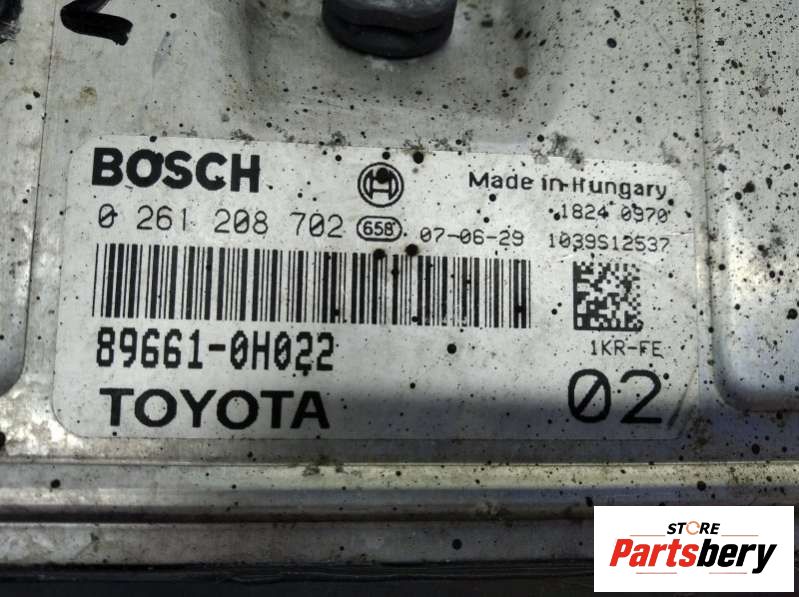 BOSCH
Made in Hungary
1824 0970
0 261 208 702 658 07-06-29 1039S12537
89661-0H022
1KR-FE
TOYOTA
02
STORE
Partsbery